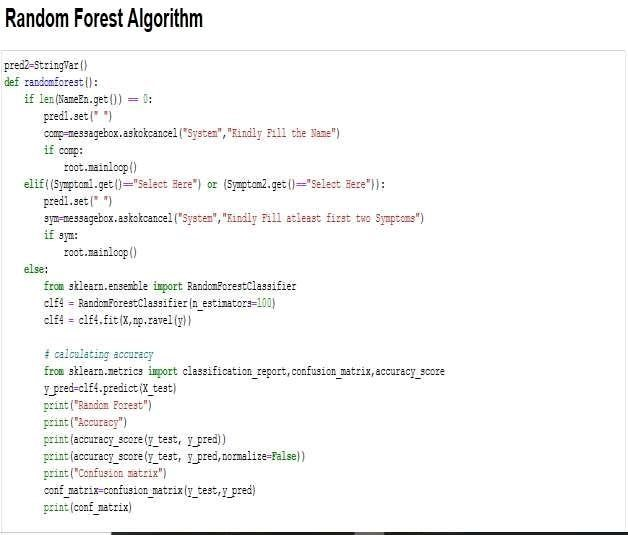 Random Forest Algorithm
pred2=StringVar()
def randomforest():
    if len(NameEn.get()) == 0:
        pred1.set(" ")
        comp=messagebox.askokcancel("System","Kindly Fill the Name")
        if comp:
            root.mainloop()
    elif((Symptom1.get()=="Select Here") or (Symptom2.get()=="Select Here")):
        pred1.set(" ")
        sym=messagebox.askokcancel("System","Kindly Fill atleast first two Symptoms")
        if sym:
            root.mainloop()
    else:
        from sklearn.ensemble import RandomForestClassifier
        clf4 = RandomForestClassifier(n_estimators=100)
        clf4 = clf4.fit(X,np.ravel(y))
        # calculating accuracy
        from sklearn.metrics import classification_report,confusion_matrix,accuracy_score
        y_pred=clf4.predict(X_test)
        print("Random Forest")
        print("Accuracy")
        print(accuracy_score(y_test, y_pred))
        print(accuracy_score(y_test, y_pred,normalize=False))
        print("Confusion matrix")
        conf_matrix=confusion_matrix(y_test,y_pred)
        print(conf_matrix)